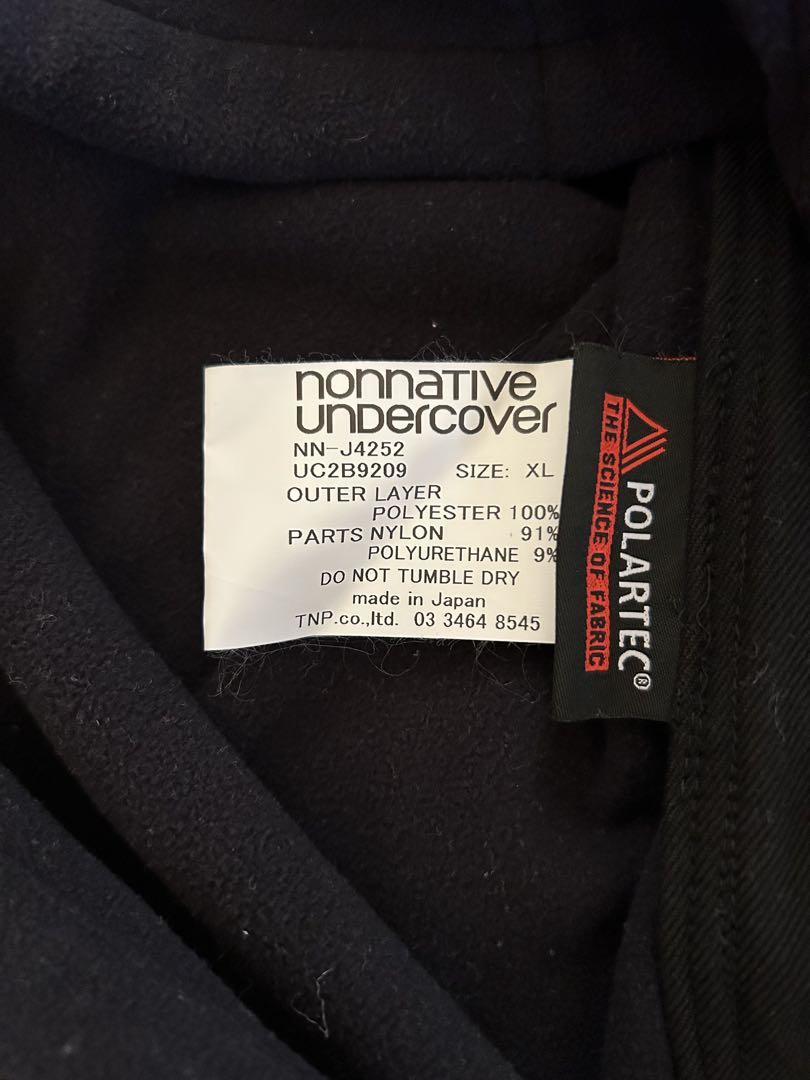 nonnative
undercover
NN-J4252
UC2B9209 SIZE: XL
OUTER LAYER
POLYESTER 100%
PARTS NYLON 91%
POLYURETHANE 9%
DO NOT TUMBLE DRY
made in Japan
TNP.co.,ltd. 03 3464 8545
POLARTEC®
THE SCIENCE OF FABRIC